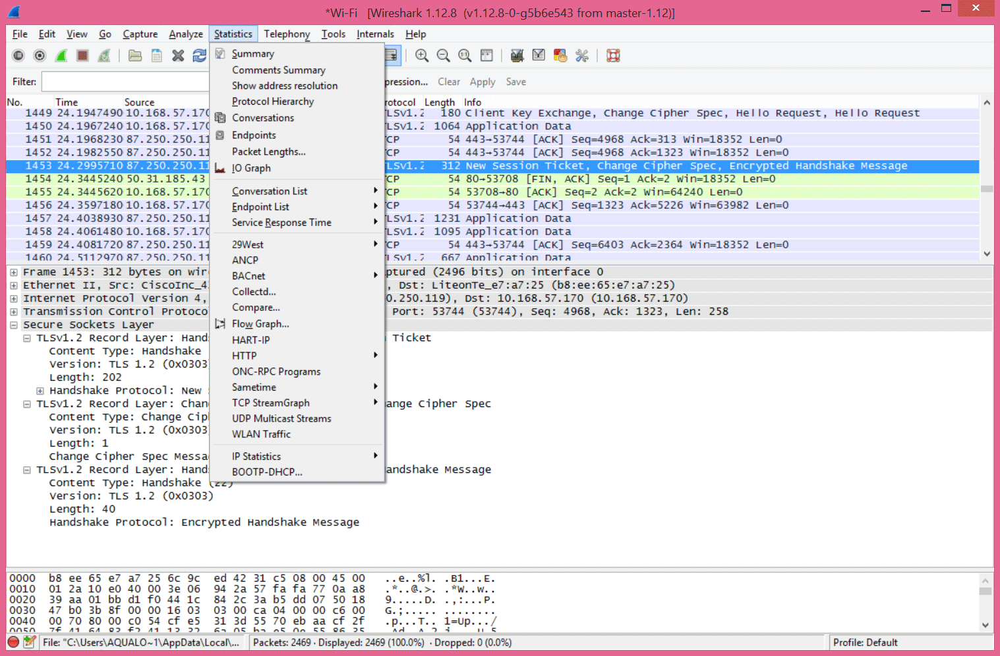 *Wi-Fi [Wireshark 1.12.8 (v1.12.8-0-g5b6e543 from master-1.12)]
File Edit View Go Capture Analyze Statistics Telephony Tools Internals Help
Filter: pression... Clear Apply Save
No. Time Source rotocol Length Info
1449 24.1947490 10.168.57.170 TLSv1.2 180 Client Key Exchange, Change Cipher Spec, Hello Request, Hello Request
1450 24.1967240 10.168.57.170 TLSv1.2 1064 Application Data
1451 24.1968230 87.250.250.11 TCP 54 443→53744 [ACK] Seq=4968 Ack=313 Win=18352 Len=0
1452 24.1982550 87.250.250.11 TCP 54 443→53744 [ACK] Seq=4968 Ack=1323 Win=18352 Len=0
1453 24.2995710 87.250.250.11 TLSv1.2 312 New Session Ticket, Change Cipher Spec, Encrypted Handshake Message
1454 24.3445240 50.31.185.43 TCP 54 80→53708 [FIN, ACK] Seq=1 Ack=2 Win=18352 Len=0
1455 24.3445620 10.168.57.170 TCP 54 53708→80 [ACK] Seq=2 Ack=2 Win=64240 Len=0
1456 24.3597180 10.168.57.170 TCP 54 53744→443 [ACK] Seq=1323 Ack=5226 Win=63982 Len=0
1457 24.4038930 87.250.250.11 TLSv1.2 1231 Application Data
1458 24.4061480 10.168.57.170 TLSv1.2 1095 Application Data
1459 24.4081720 87.250.250.11 TCP 54 443→53744 [ACK] Seq=6403 Ack=2364 Win=18352 Len=0
1460 24.5112970 87.250.250.11 TLSv1.2 667 Application Data
Summary
Comments Summary
Show address resolution
Protocol Hierarchy
Conversations
Endpoints
Packet Lengths...
IO Graph
Conversation List
Endpoint List
Service Response Time
29West
ANCP
BACnet
Collectd...
Compare...
Flow Graph...
HART-IP
HTTP
ONC-RPC Programs
Sametime
TCP StreamGraph
UDP Multicast Streams
WLAN Traffic
IP Statistics
BOOTP-DHCP...
Frame 1453: 312 bytes on wir ptured (2496 bits) on interface 0
Ethernet II, Src: CiscoInc_4 , Dst: LiteonTe_e7:a7:25 (b8:ee:65:e7:a7:25)
Internet Protocol Version 4, 0.250.119), Dst: 10.168.57.170 (10.168.57.170)
Transmission Control Protoco Port: 53744 (53744), Seq: 4968, Ack: 1323, Len: 258
Secure Sockets Layer
TLSv1.2 Record Layer: Hands Ticket
Content Type: Handshake
Version: TLS 1.2 (0x0303)
Length: 202
Handshake Protocol: New
TLSv1.2 Record Layer: Chan ange Cipher Spec
Content Type: Change Ciph
Version: TLS 1.2 (0x0303)
Length: 1
Change Cipher Spec Messa
TLSv1.2 Record Layer: Hands andshake Message
Content Type: Handshake (22)
Version: TLS 1.2 (0x0303)
Length: 40
Handshake Protocol: Encrypted Handshake Message
0000 b8 ee 65 e7 a7 25 6c 9c ed 42 31 c5 08 00 45 00 ..e..%l. .B1...E.
0010 01 2a 10 e0 40 00 3e 06 94 2a 57 fa fa 77 0a a8 .*..@.>. .*W..w..
0020 39 aa 01 bb d1 f0 44 1c 84 2c 3a b5 dd 07 50 18 9.....D. .,:...P.
0030 47 b0 3b 8f 00 00 16 03 03 00 ca 04 00 00 c6 00 G.;..... ........
0040 00 70 80 00 c0 54 cf e5 31 3d 55 70 eb aa cf 2f .p...T.. 1=Up.../
File: "C:\Users\AQUALO~1\AppData\Local\... Packets: 2469 · Displayed: 2469 (100.0%) · Dropped: 0 (0.0%) Profile: Default